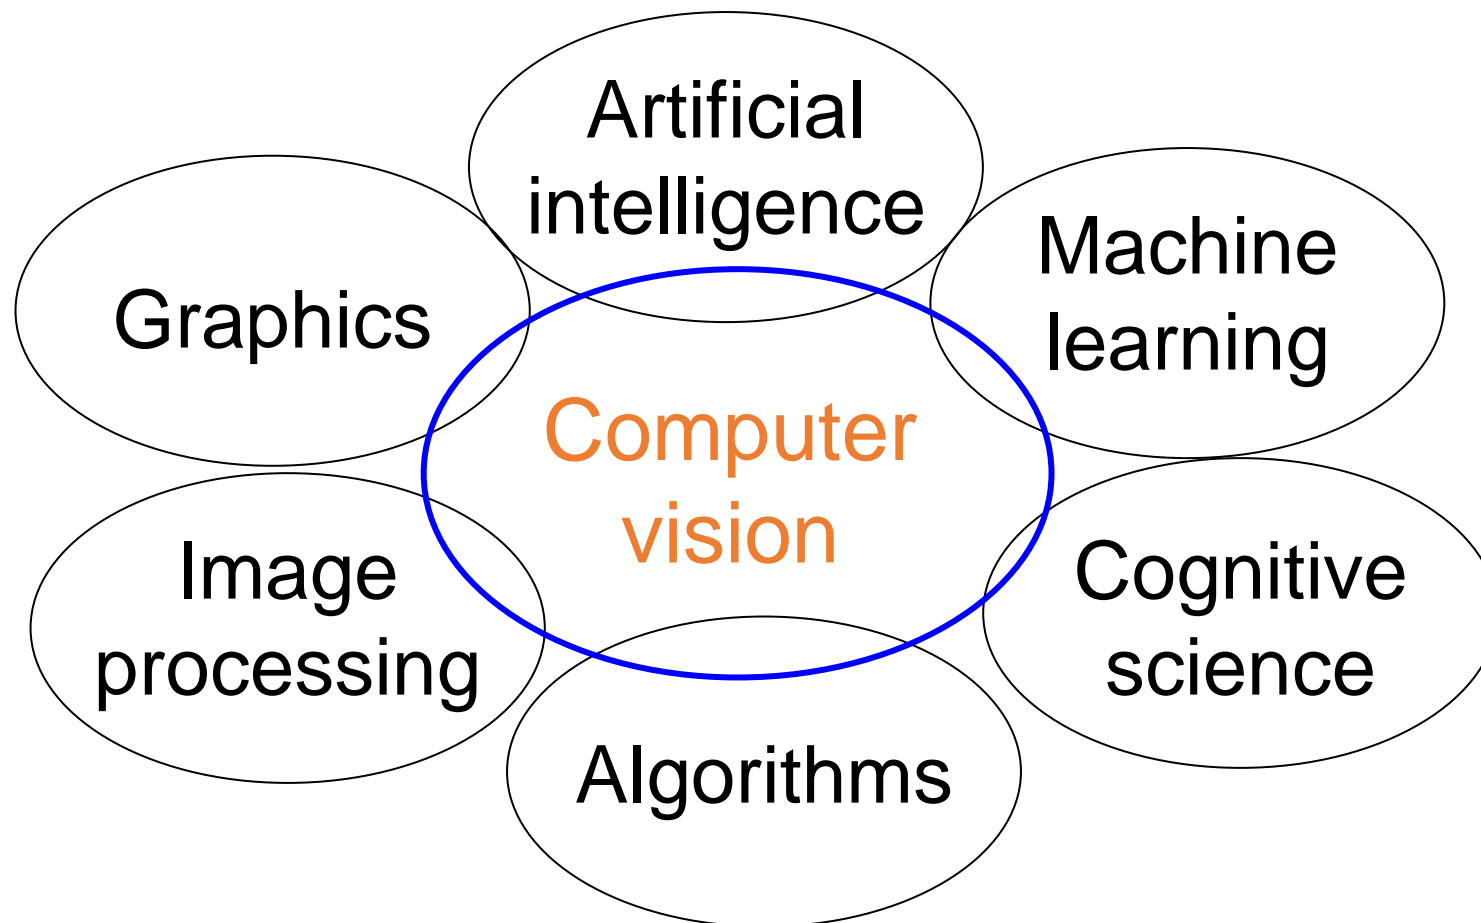 Artificial
intelligence
Machine
learning
Graphics
Computer
vision
Image
processing
Cognitive
science
Algorithms